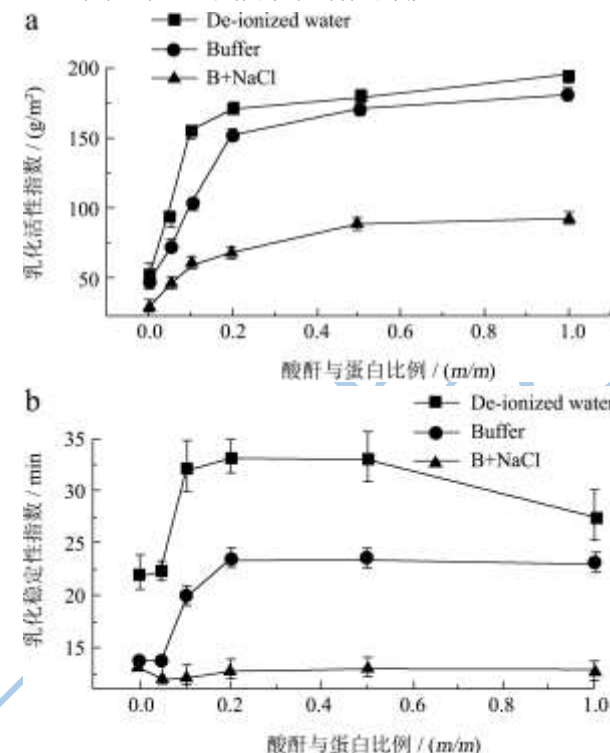 a
De-ionized water
Buffer
B+NaCl
200
150
100
50
乳化活性指数 / (g/m²)
0.0 0.2 0.4 0.6 0.8 1.0
酸酐与蛋白比例 / (m/m)
b
De-ionized water
Buffer
B+NaCl
35
30
25
20
15
乳化稳定性指数 / min
0.0 0.2 0.4 0.6 0.8 1.0
酸酐与蛋白比例 / (m/m)